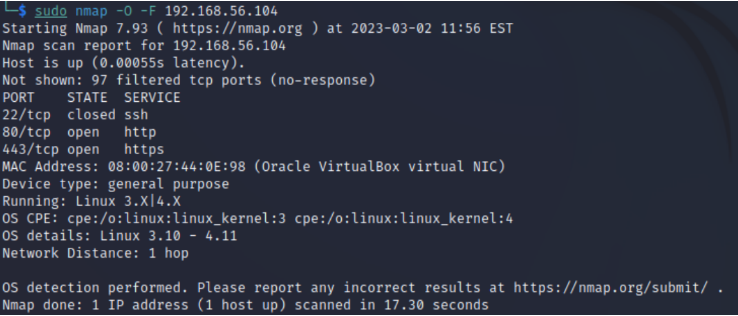 └─$ sudo nmap -O -F 192.168.56.104
Starting Nmap 7.93 ( https://nmap.org ) at 2023-03-02 11:56 EST
Nmap scan report for 192.168.56.104
Host is up (0.00055s latency).
Not shown: 97 filtered tcp ports (no-response)
PORT    STATE  SERVICE
22/tcp  closed ssh
80/tcp  open   http
443/tcp open   https
MAC Address: 08:00:27:44:0E:98 (Oracle VirtualBox virtual NIC)
Device type: general purpose
Running: Linux 3.X|4.X
OS CPE: cpe:/o:linux:linux_kernel:3 cpe:/o:linux:linux_kernel:4
OS details: Linux 3.10 - 4.11
Network Distance: 1 hop
OS detection performed. Please report any incorrect results at https://nmap.org/submit/ .
Nmap done: 1 IP address (1 host up) scanned in 17.30 seconds